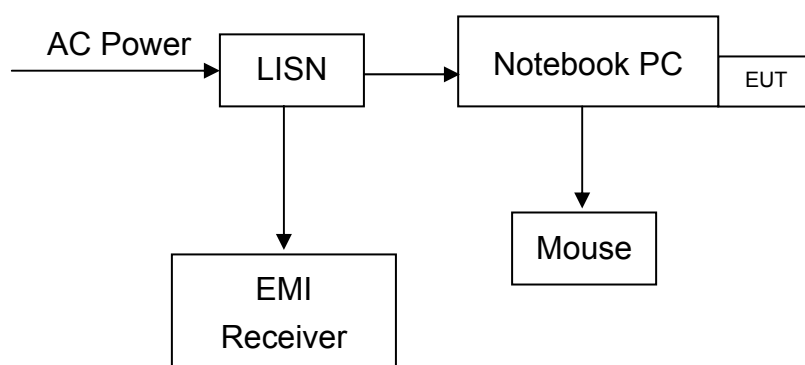 AC Power
LISN
Notebook PC
EUT
Mouse
EMI
Receiver